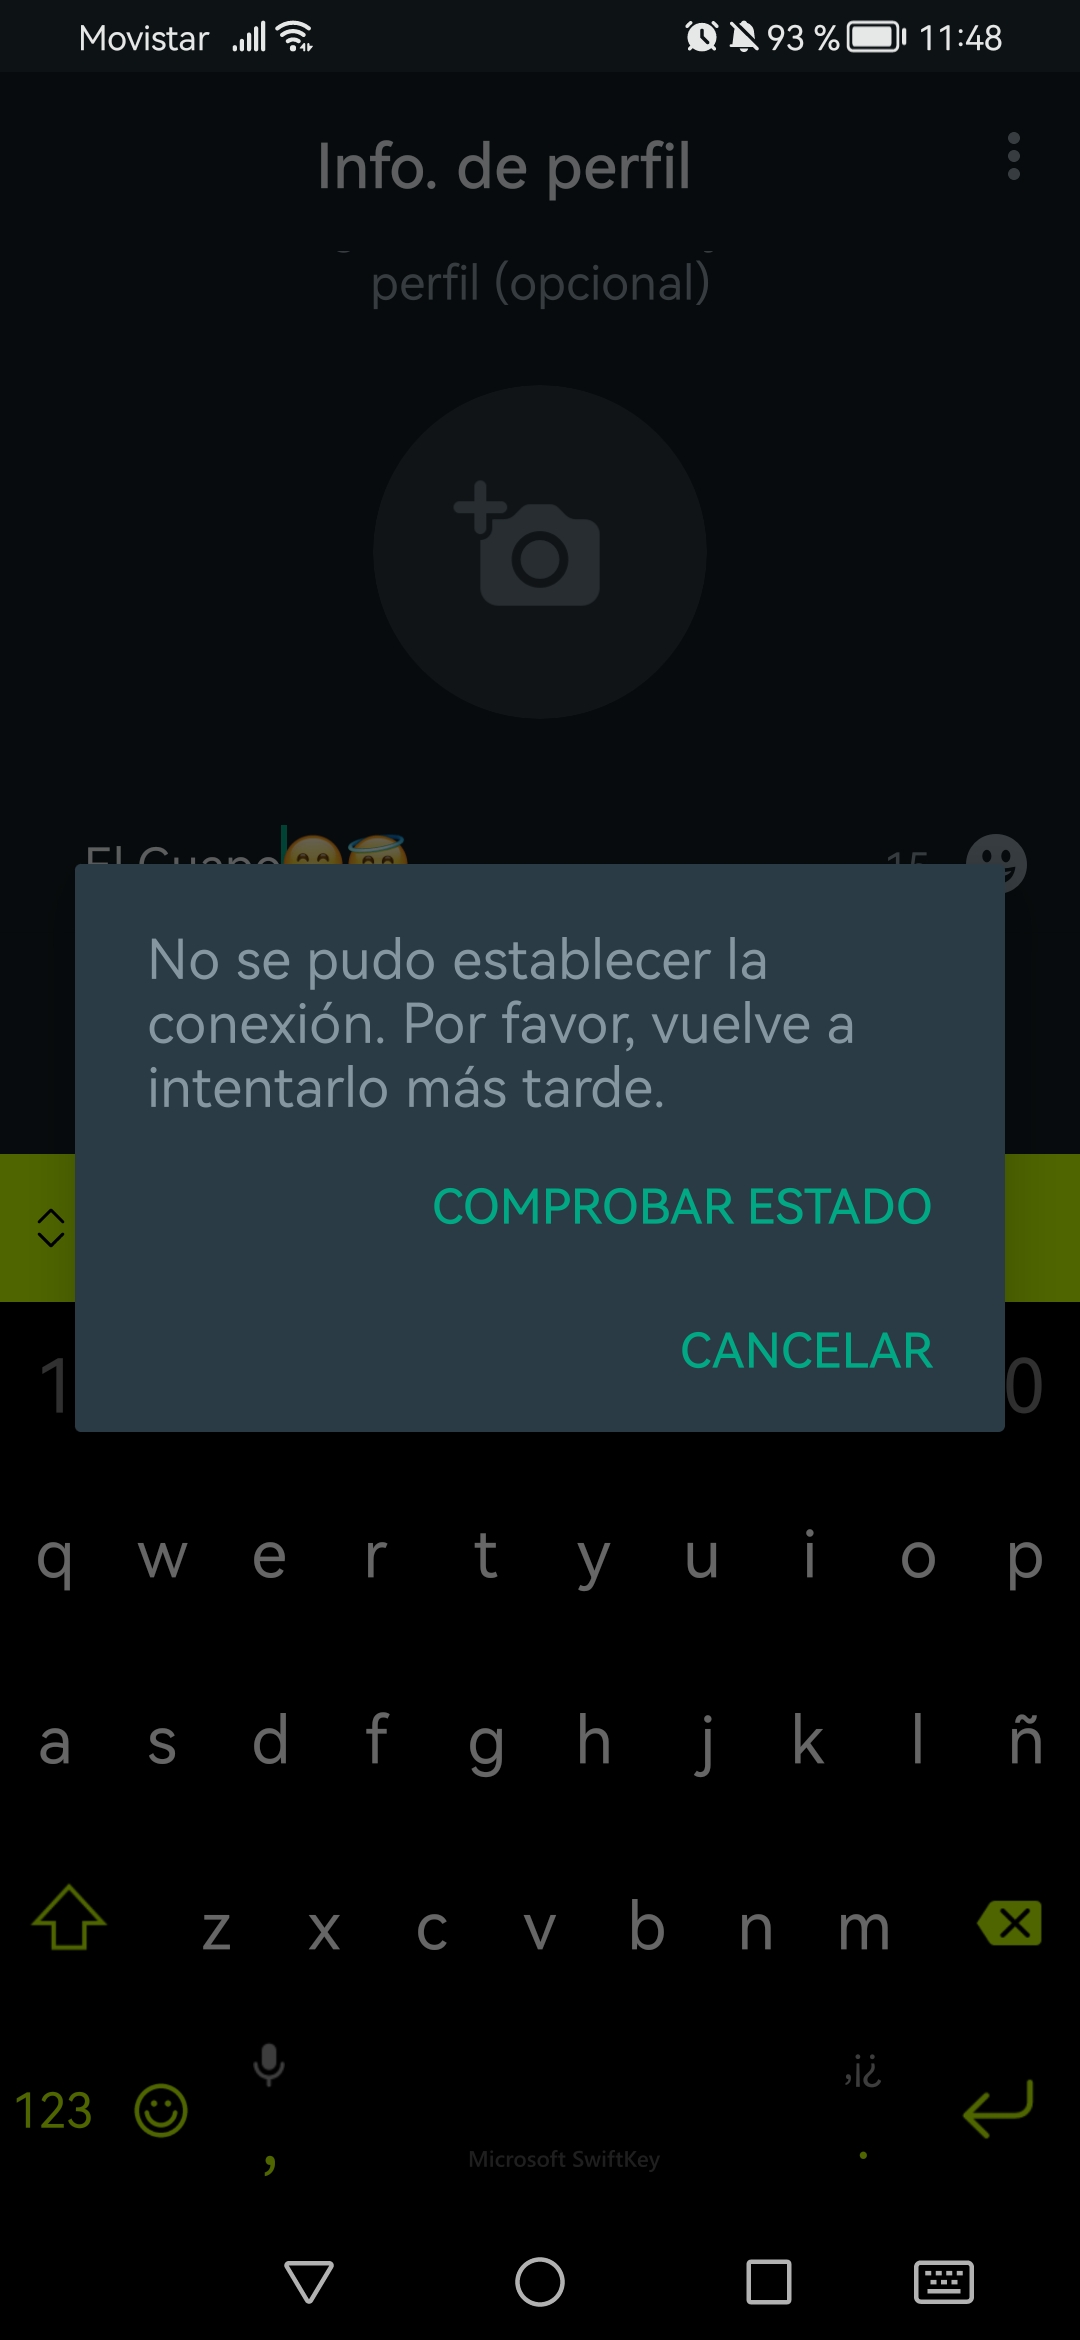 Movistar 93 % 11:48
Info. de perfil
perfil (opcional)
El Guapo😊😇 15
No se pudo establecer la
conexión. Por favor, vuelve a
intentarlo más tarde.
COMPROBAR ESTADO
CANCELAR
1 0
q w e r t y u i o p
a s d f g h j k l ñ
z x c v b n m
,¡¿
123 , Microsoft SwiftKey .